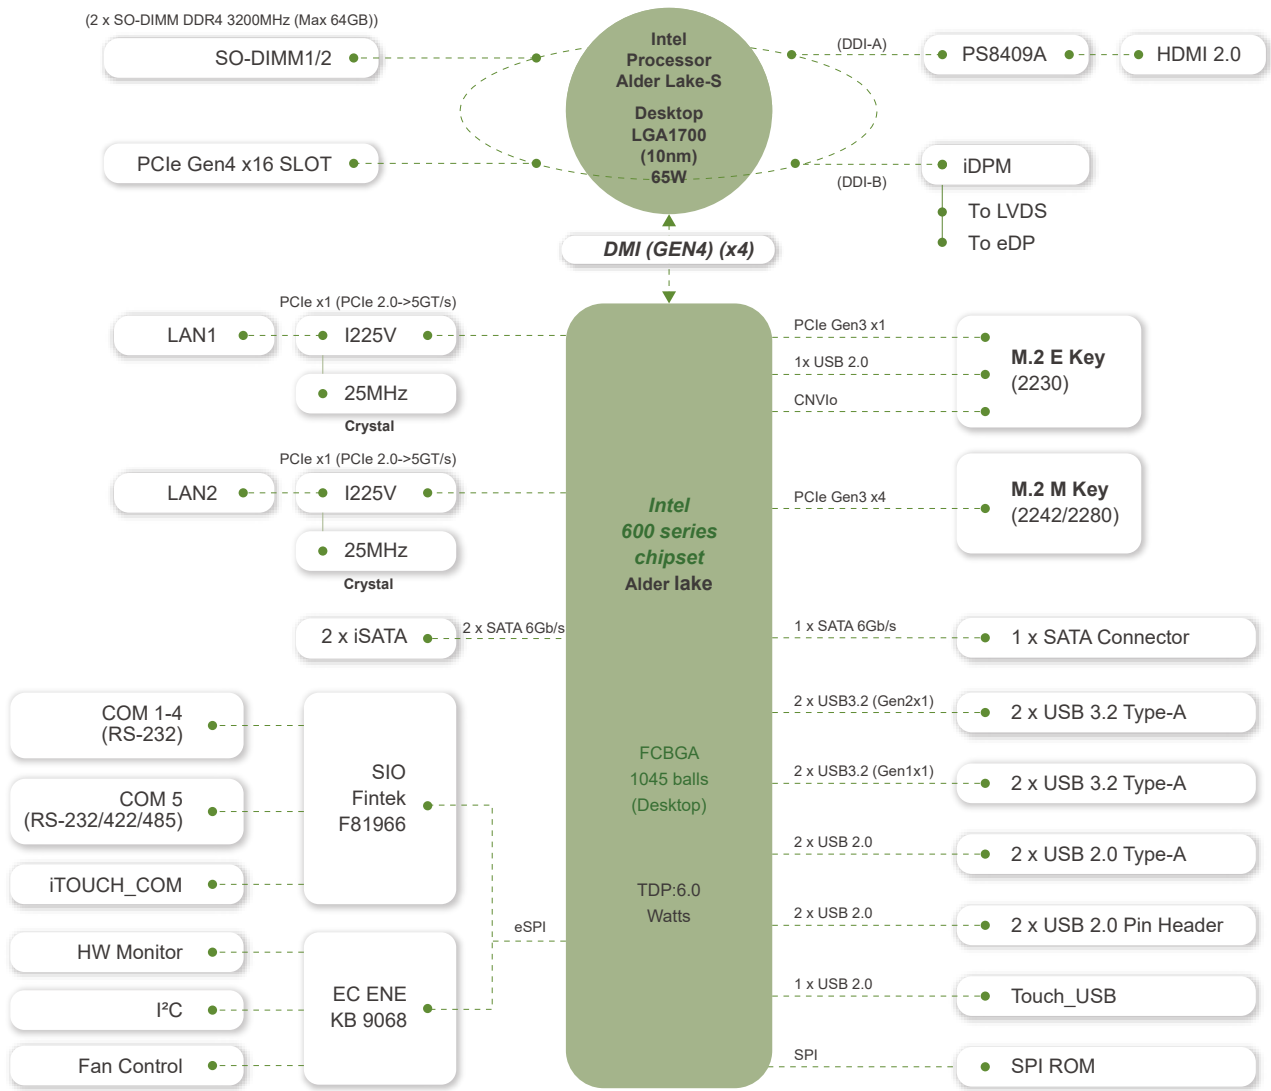 (2 x SO-DIMM DDR4 3200MHz (Max 64GB))
SO-DIMM1/2
PCIe Gen4 x16 SLOT
Intel
Processor
Alder Lake-S
Desktop
LGA1700
(10nm)
65W
(DDI-A)
PS8409A
HDMI 2.0
(DDI-B)
iDPM
To LVDS
To eDP
DMI (GEN4) (x4)
PCIe x1 (PCIe 2.0->5GT/s)
LAN1
I225V
25MHz
Crystal
PCIe x1 (PCIe 2.0->5GT/s)
LAN2
I225V
25MHz
Crystal
2 x iSATA
2 x SATA 6Gb/s
COM 1-4
(RS-232)
COM 5
(RS-232/422/485)
iTOUCH_COM
SIO
Fintek
F81966
HW Monitor
I²C
Fan Control
EC ENE
KB 9068
eSPI
Intel
600 series
chipset
Alder lake
FCBGA
1045 balls
(Desktop)
TDP:6.0
Watts
PCIe Gen3 x1
1x USB 2.0
CNVIo
M.2 E Key
(2230)
PCIe Gen3 x4
M.2 M Key
(2242/2280)
1 x SATA 6Gb/s
1 x SATA Connector
2 x USB3.2 (Gen2x1)
2 x USB 3.2 Type-A
2 x USB3.2 (Gen1x1)
2 x USB 3.2 Type-A
2 x USB 2.0
2 x USB 2.0 Type-A
2 x USB 2.0
2 x USB 2.0 Pin Header
1 x USB 2.0
Touch_USB
SPI
SPI ROM